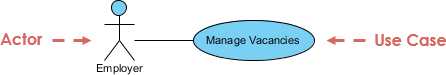 Actor
Manage Vacancies
Use Case
Employer